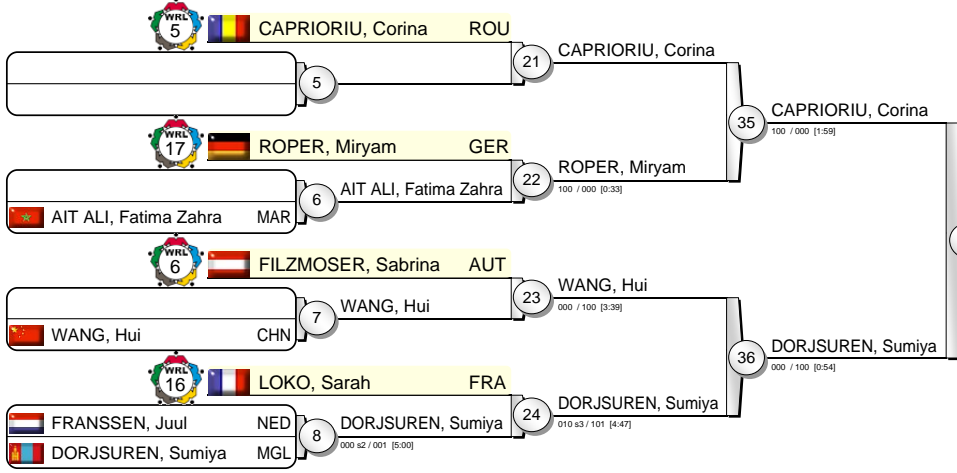 WRL
5 CAPRIORIU, Corina ROU
21 CAPRIORIU, Corina
5
35 CAPRIORIU, Corina
100 / 000 [1:59]
WRL
17 ROPER, Miryam GER
22 ROPER, Miryam
100 / 000 [0:33]
6 AIT ALI, Fatima Zahra
AIT ALI, Fatima Zahra MAR
WRL
6 FILZMOSER, Sabrina AUT
23 WANG, Hui
000 / 100 [3:39]
7 WANG, Hui
WANG, Hui CHN
36 DORJSUREN, Sumiya
000 / 100 [0:54]
WRL
16 LOKO, Sarah FRA
24 DORJSUREN, Sumiya
010 s3 / 101 [4:47]
FRANSSEN, Juul NED
8 DORJSUREN, Sumiya
000 s2 / 001 [5:00]
DORJSUREN, Sumiya MGL